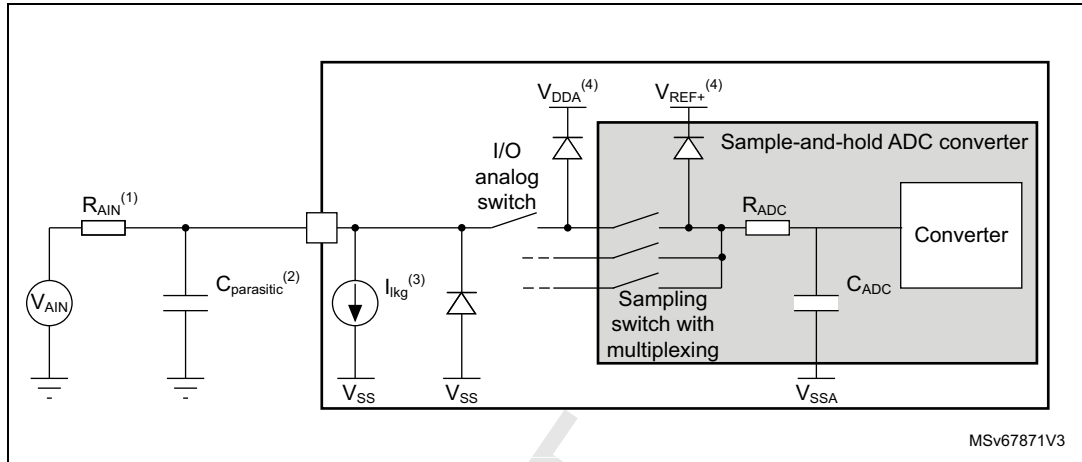 V_DDA^(4)
V_REF+^(4)
Sample-and-hold ADC converter
I/O
analog
switch
R_AIN^(1)
R_ADC
Converter
V_AIN
C_parasitic^(2)
I_lkg^(3)
C_ADC
Sampling
switch with
multiplexing
V_SS
V_SS
V_SSA
MSv67871V3